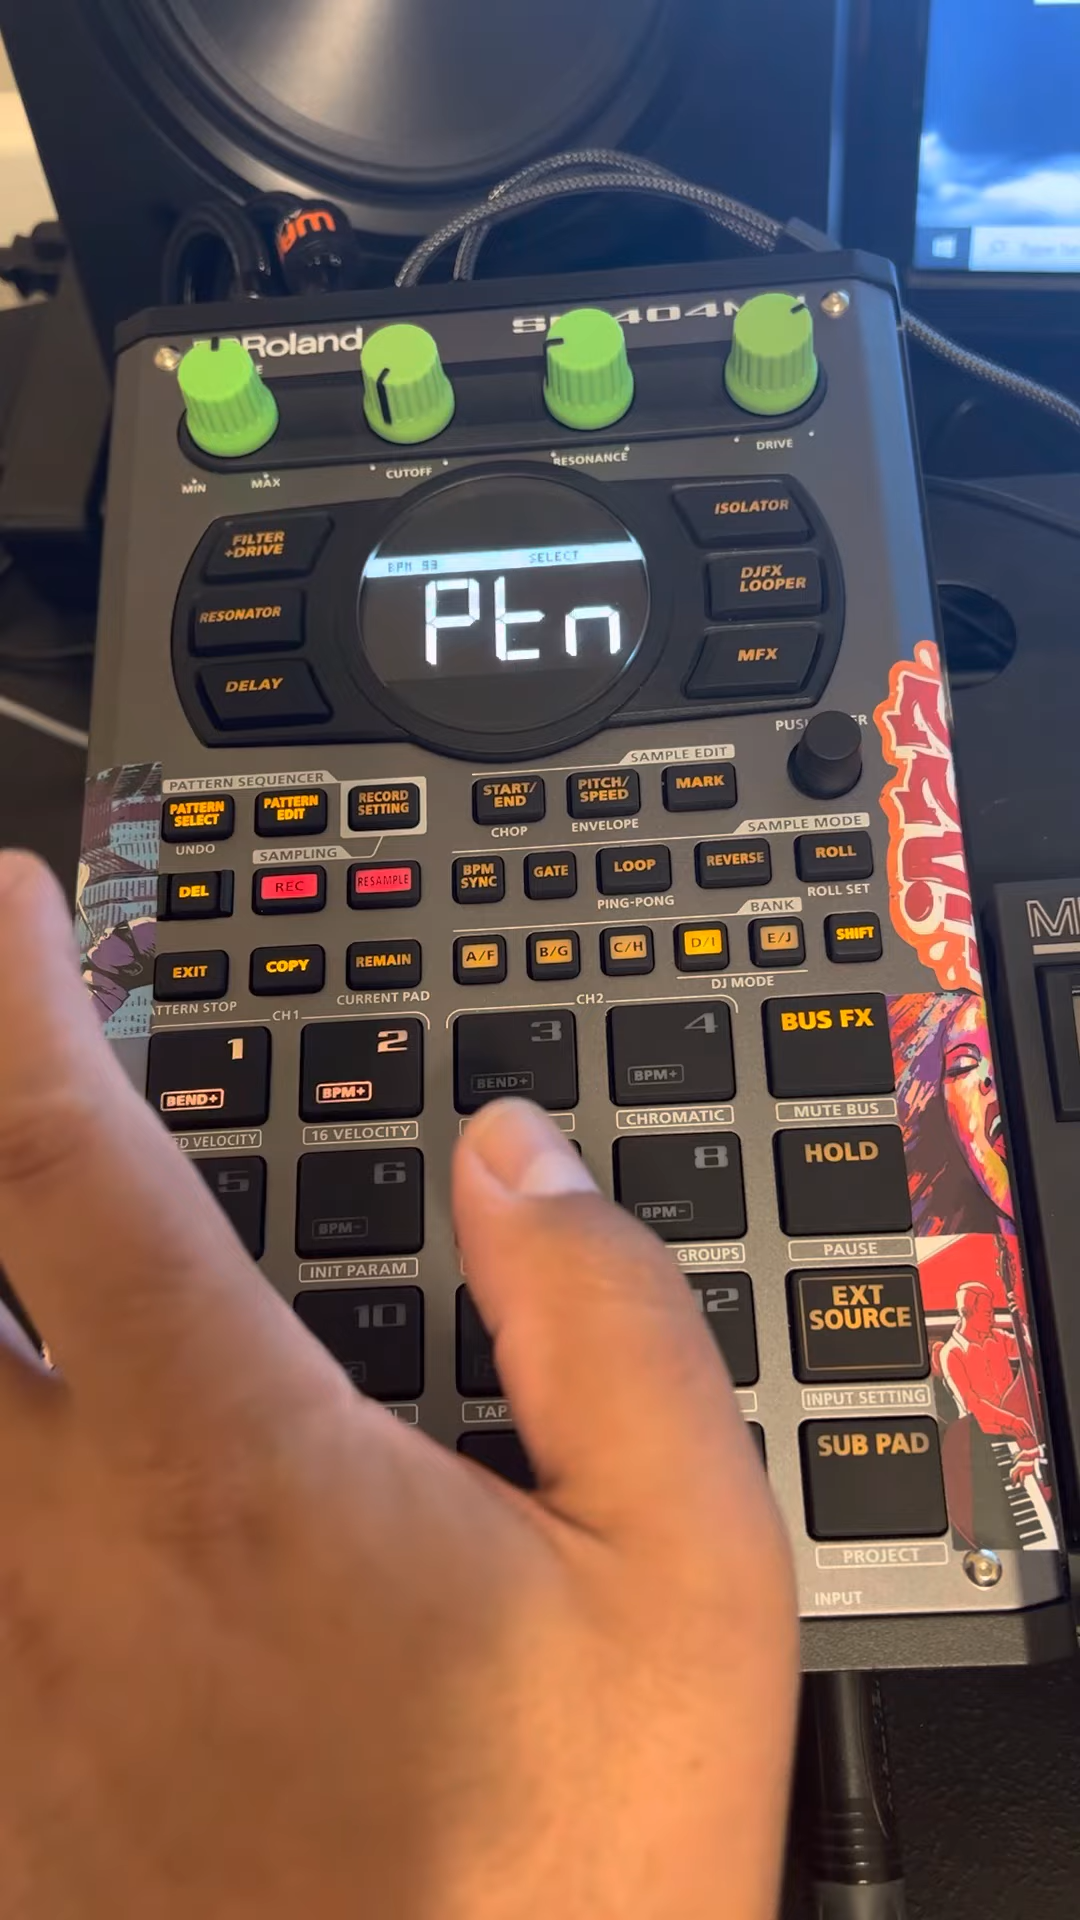 Roland
MIN
MAX
CUTOFF
RESONANCE
DRIVE
FILTER
+DRIVE
RESONATOR
DELAY
BPM 93 SELECT
Ptn
ISOLATOR
DJFX
LOOPER
MFX
PATTERN SEQUENCER
PATTERN
SELECT
PATTERN
EDIT
RECORD
SETTING
UNDO
SAMPLE EDIT
START/
END
PITCH/
SPEED
MARK
CHOP
ENVELOPE
SAMPLING
DEL
REC
RESAMPLE
SAMPLE MODE
BPM
SYNC
GATE
LOOP
REVERSE
ROLL
PING-PONG
ROLL SET
BANK
EXIT
COPY
REMAIN
A/F
B/G
C/H
D/I
E/J
SHIFT
CURRENT PAD
DJ MODE
CH1
CH2
1
BEND+
2
BPM+
3
BEND+
4
BPM+
BUS FX
VELOCITY
16 VELOCITY
CHROMATIC
MUTE BUS
5
6
BPM-
8
BPM-
HOLD
INIT PARAM
GROUPS
PAUSE
10
12
EXT
SOURCE
TAP
INPUT SETTING
SUB PAD
PROJECT
INPUT